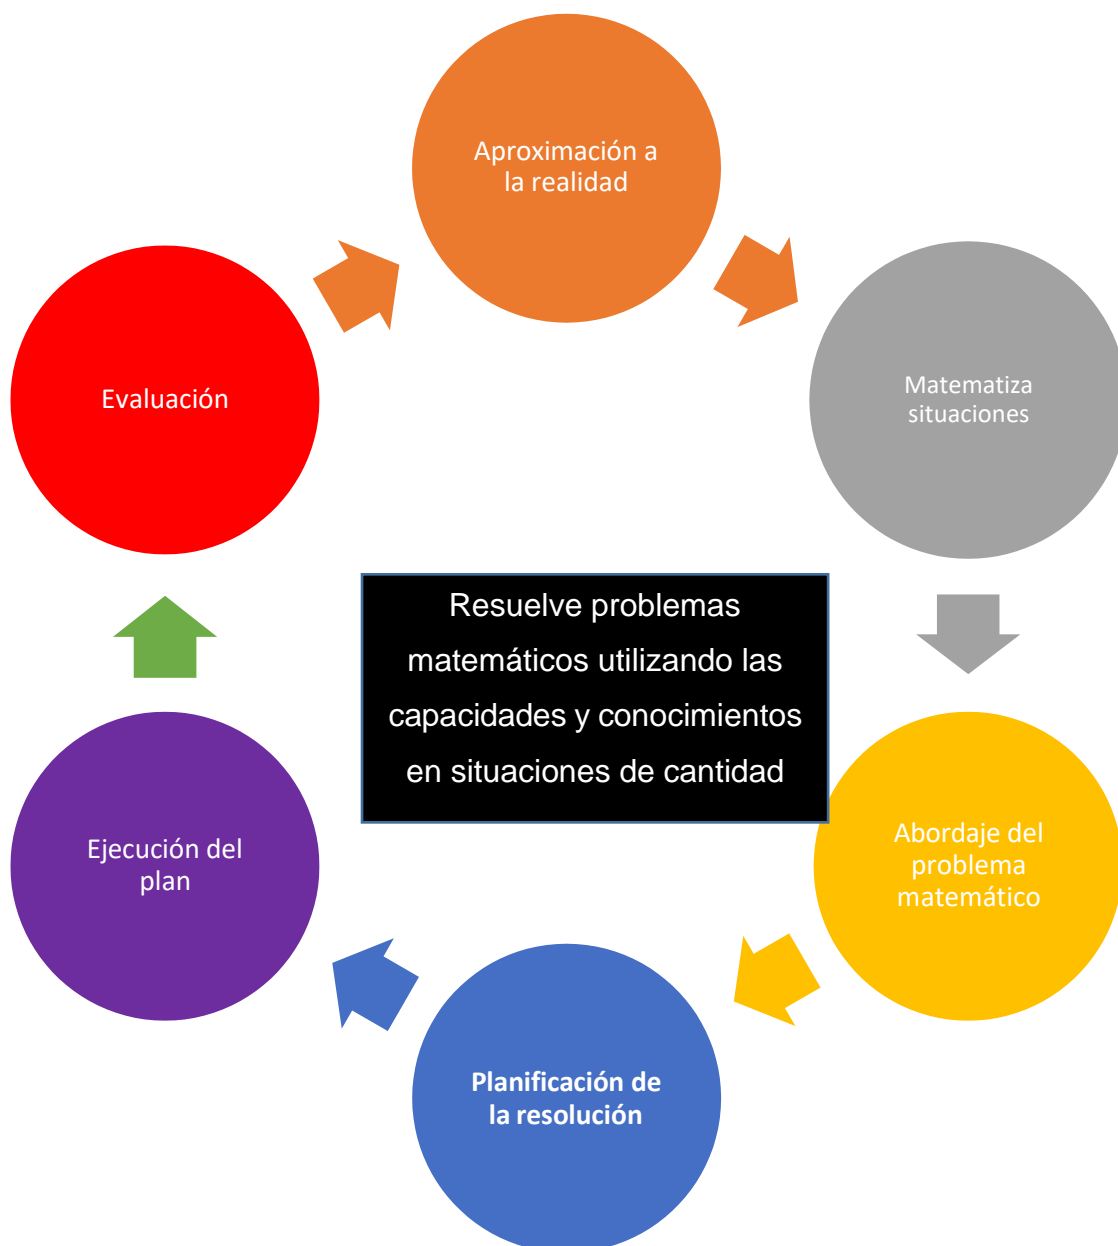 Aproximación a
la realidad
Matematiza
situaciones
Abordaje del
problema
matemático
Planificación de
la resolución
Ejecución del
plan
Evaluación
Resuelve problemas
matemáticos utilizando las
capacidades y conocimientos
en situaciones de cantidad